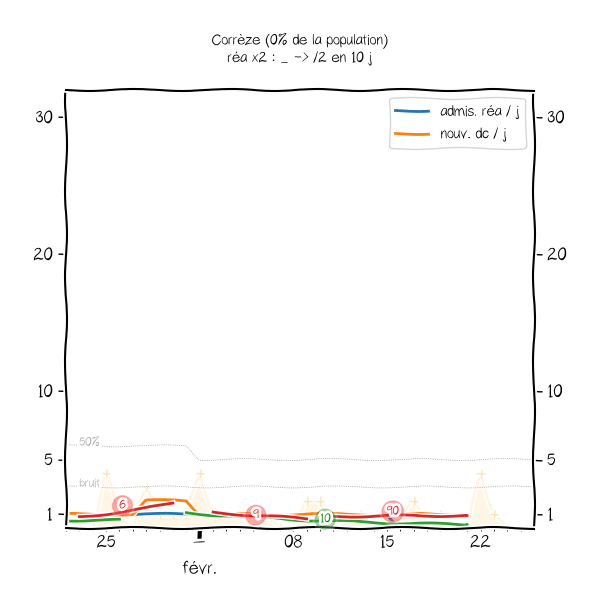 Corrèze (0% de la population)
réa x2 : _ -> /2 en 10 j
admis. réa / j
nouv. dc / j
30 30
20 20
10 10
50%
5 5
bruit
6 9 10 90
1 1
25 1 08 15 22
févr.